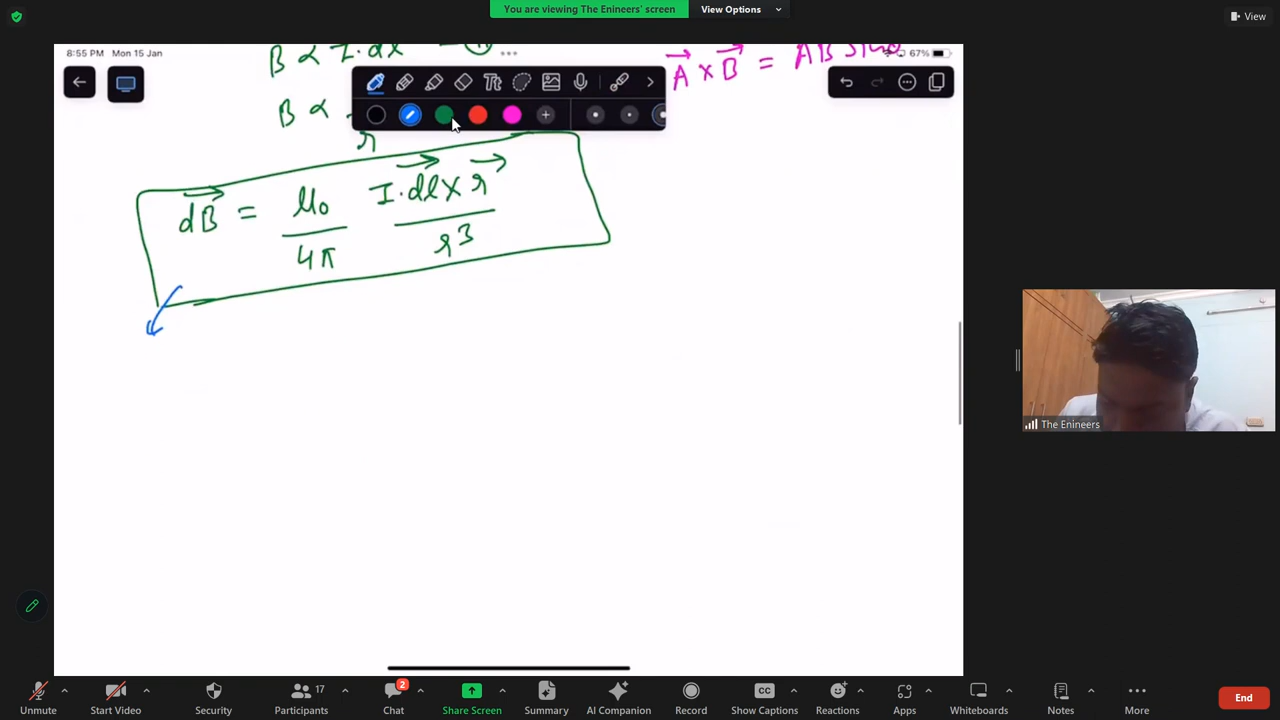 You are viewing The Enineers' screen
View Options
View
8:55 PM Mon 15 Jan
67%
B ∝ I·dl
A⃗ × B⃗ = AB sinθ
Tt
B ∝
r
d⃗B = μ₀/4π I·d⃗l × r⃗/r³
The Enineers
17
2
CC
Unmute
Start Video
Security
Participants
Chat
Share Screen
Summary
AI Companion
Record
Show Captions
Reactions
Apps
Whiteboards
Notes
More
End